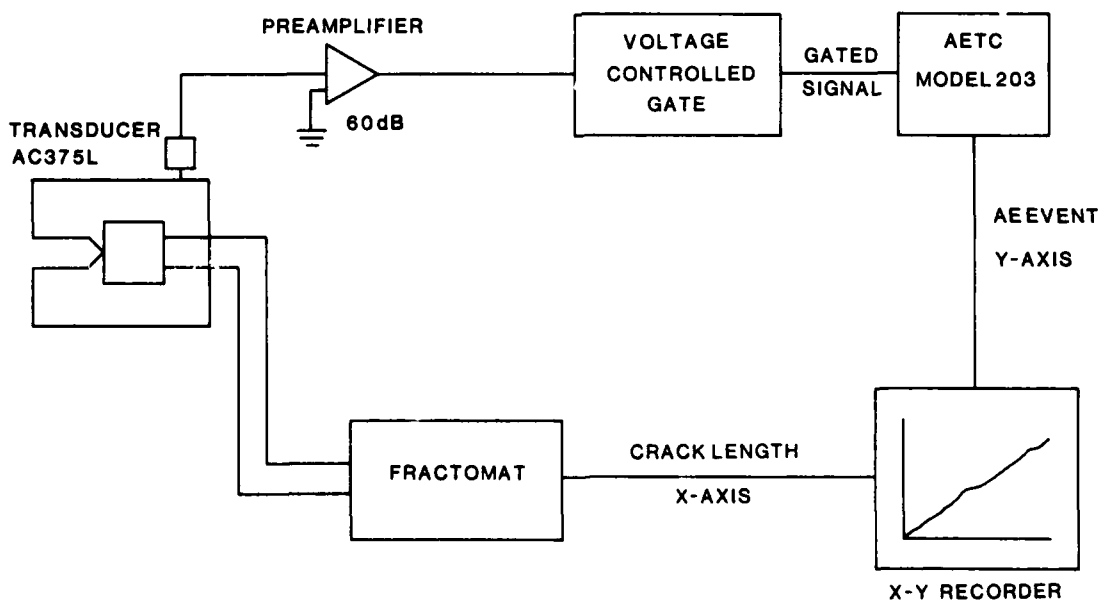 PREAMPLIFIER
60dB
VOLTAGE
CONTROLLED
GATE
GATED
SIGNAL
AETC
MODEL 203
TRANSDUCER
AC375L
AE EVENT
Y-AXIS
FRACTOMAT
CRACK LENGTH
X-AXIS
X-Y RECORDER